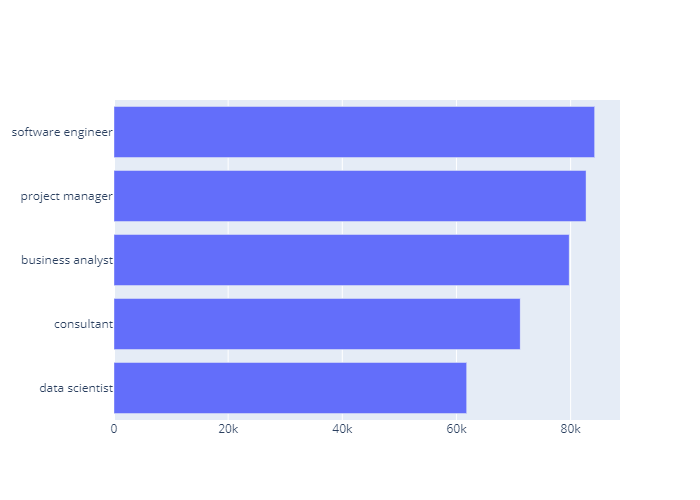 software engineer
project manager
business analyst
consultant
data scientist
0 20k 40k 60k 80k